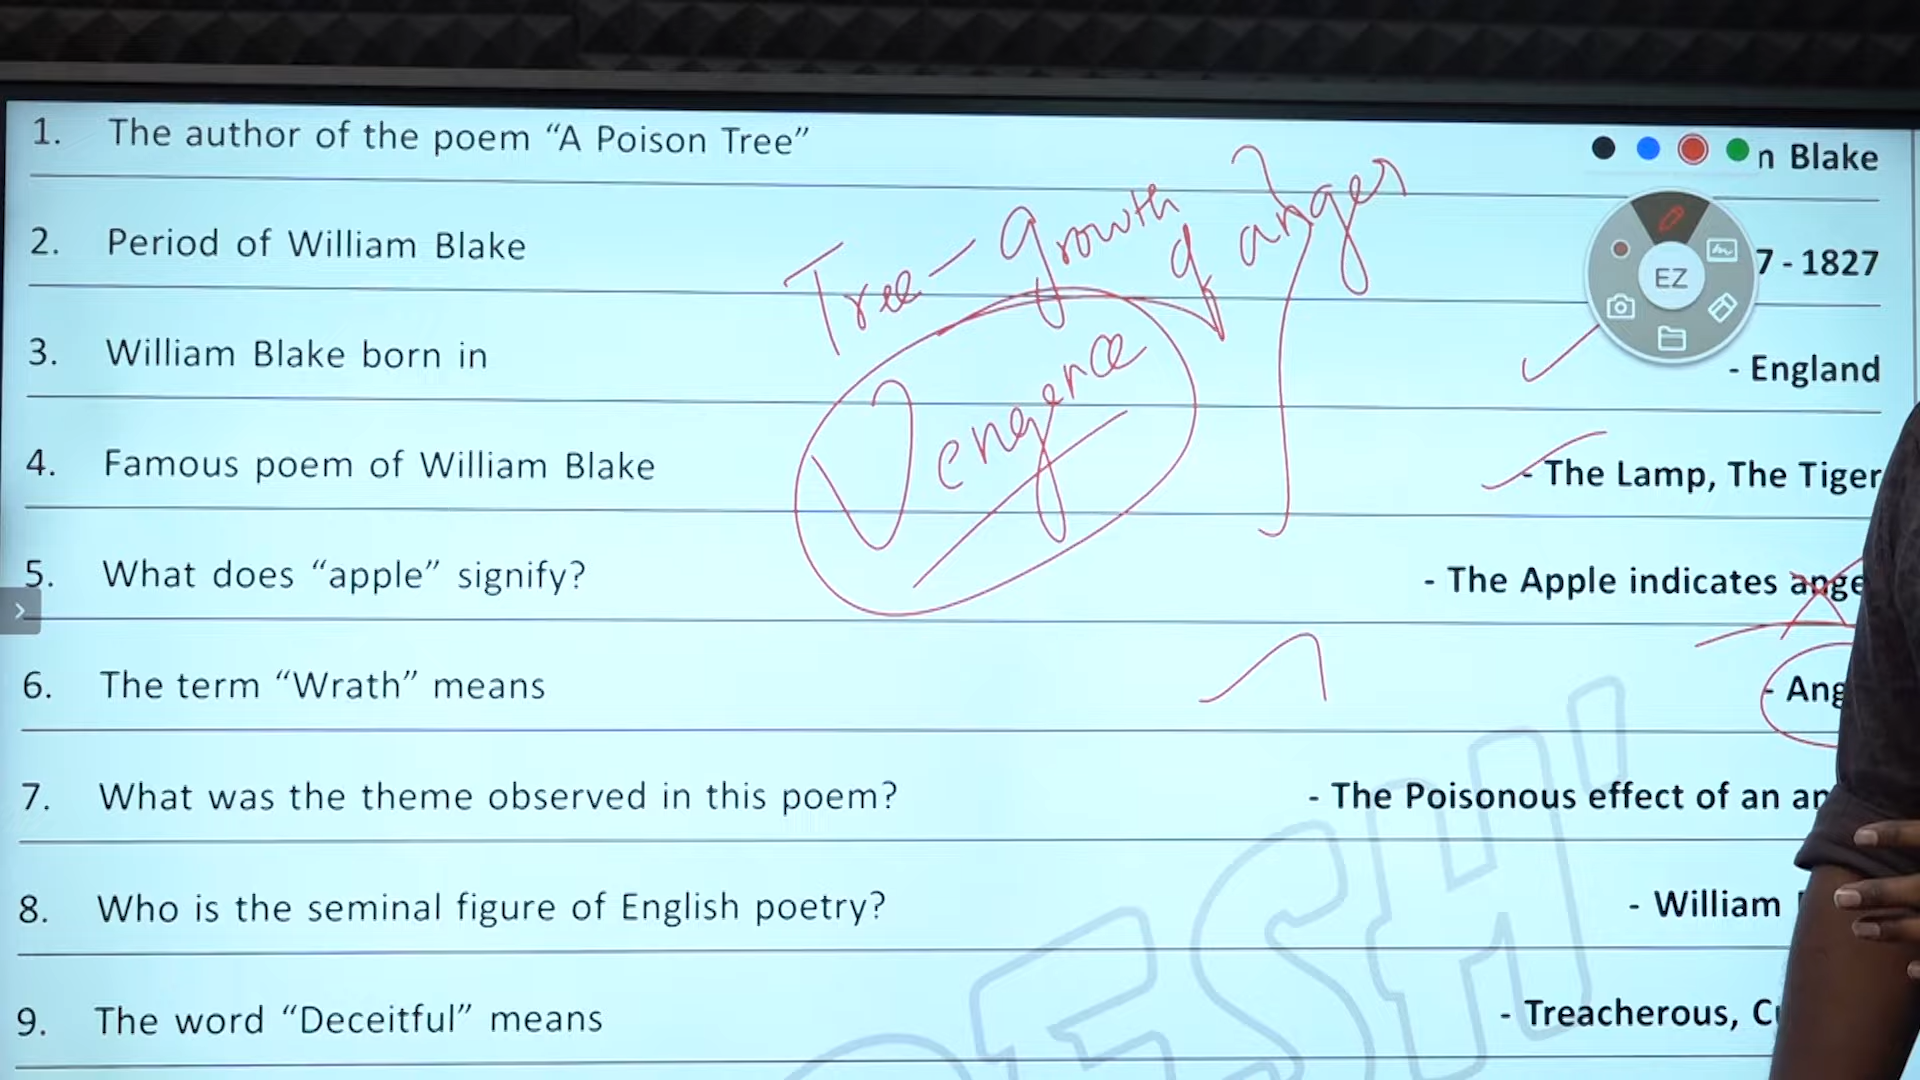 1. The author of the poem “A Poison Tree” n Blake
2. Period of William Blake 7 - 1827
3. William Blake born in - England
4. Famous poem of William Blake - The Lamp, The Tiger
5. What does “apple” signify? - The Apple indicates ange
6. The term “Wrath” means - Ang
7. What was the theme observed in this poem? - The Poisonous effect of an an
8. Who is the seminal figure of English poetry? - William
9. The word “Deceitful” means - Treacherous, C
Tree - Growth
of anger
Vengence
EZ